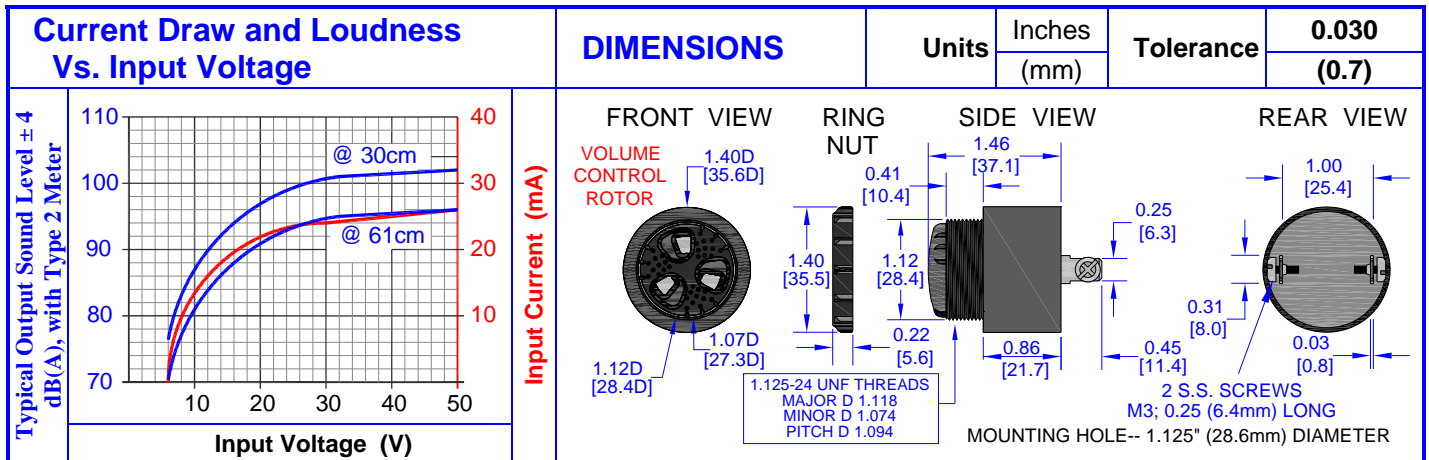 Current Draw and Loudness
Vs. Input Voltage
DIMENSIONS
Units
Inches
(mm)
Tolerance
0.030
(0.7)
Typical Output Sound Level ± 4
dB(A), with Type 2 Meter
110
100
90
80
70
@ 30cm
@ 61cm
40
30
20
10
10
20
30
40
50
Input Voltage (V)
Input Current (mA)
FRONT VIEW
VOLUME
CONTROL
ROTOR
1.40D
[35.6D]
1.12D
[28.4D]
1.07D
[27.3D]
RING
NUT
1.40
[35.5]
0.22
[5.6]
SIDE VIEW
1.46
[37.1]
0.41
[10.4]
1.12
[28.4]
0.25
[6.3]
0.86
[21.7]
0.45
[11.4]
1.125-24 UNF THREADS
MAJOR D 1.118
MINOR D 1.074
PITCH D 1.094
REAR VIEW
1.00
[25.4]
0.31
[8.0]
0.03
[0.8]
2 S.S. SCREWS
M3; 0.25 (6.4mm) LONG
MOUNTING HOLE-- 1.125" (28.6mm) DIAMETER